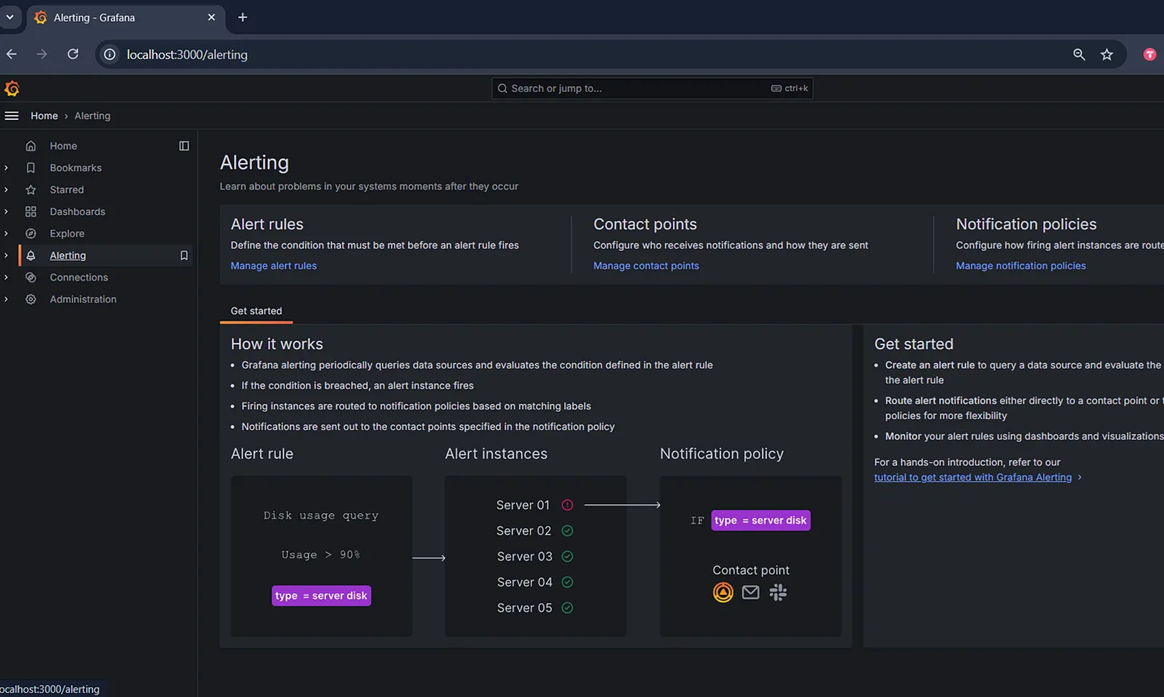 Alerting - Grafana
localhost:3000/alerting
Search or jump to...
ctrl+k
Home › Alerting
Home
Bookmarks
Starred
Dashboards
Explore
Alerting
Connections
Administration
Alerting
Learn about problems in your systems moments after they occur
Alert rules
Define the condition that must be met before an alert rule fires
Manage alert rules
Contact points
Configure who receives notifications and how they are sent
Manage contact points
Notification policies
Configure how firing alert instances are route
Manage notification policies
Get started
How it works
• Grafana alerting periodically queries data sources and evaluates the condition defined in the alert rule
• If the condition is breached, an alert instance fires
• Firing instances are routed to notification policies based on matching labels
• Notifications are sent out to the contact points specified in the notification policy
Alert rule
Disk usage query
Usage > 90%
type = server disk
Alert instances
Server 01
Server 02
Server 03
Server 04
Server 05
Notification policy
IF type = server disk
Contact point
Get started
• Create an alert rule to query a data source and evaluate the
the alert rule
• Route alert notifications either directly to a contact point or
policies for more flexibility
• Monitor your alert rules using dashboards and visualizations
For a hands-on introduction, refer to our
tutorial to get started with Grafana Alerting ›
ocalhost:3000/alerting